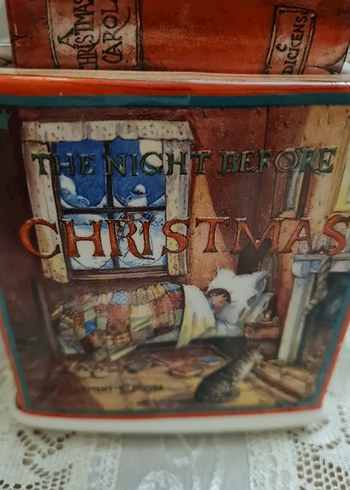 A
CHRISTMAS
CAROL
C
DICKENS
THE NIGHT BEFORE
CHRISTMAS